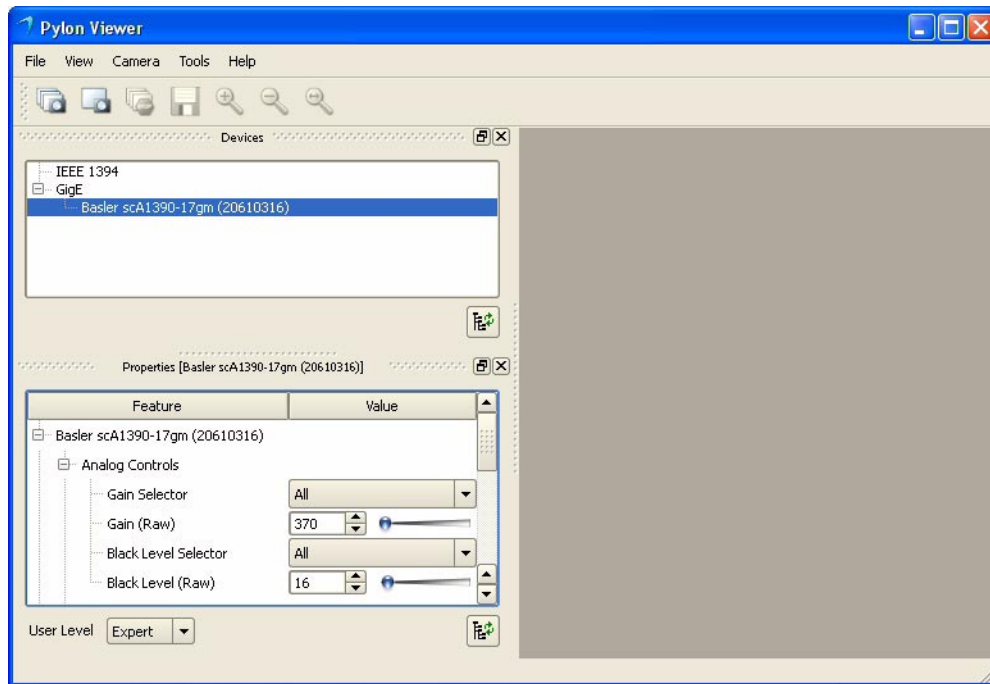 Pylon Viewer
File View Camera Tools Help
Devices
IEEE 1394
GigE
Basler scA1390-17gm (20610316)
Properties [Basler scA1390-17gm (20610316)]
Feature Value
Basler scA1390-17gm (20610316)
Analog Controls
Gain Selector All
Gain (Raw) 370
Black Level Selector All
Black Level (Raw) 16
User Level Expert